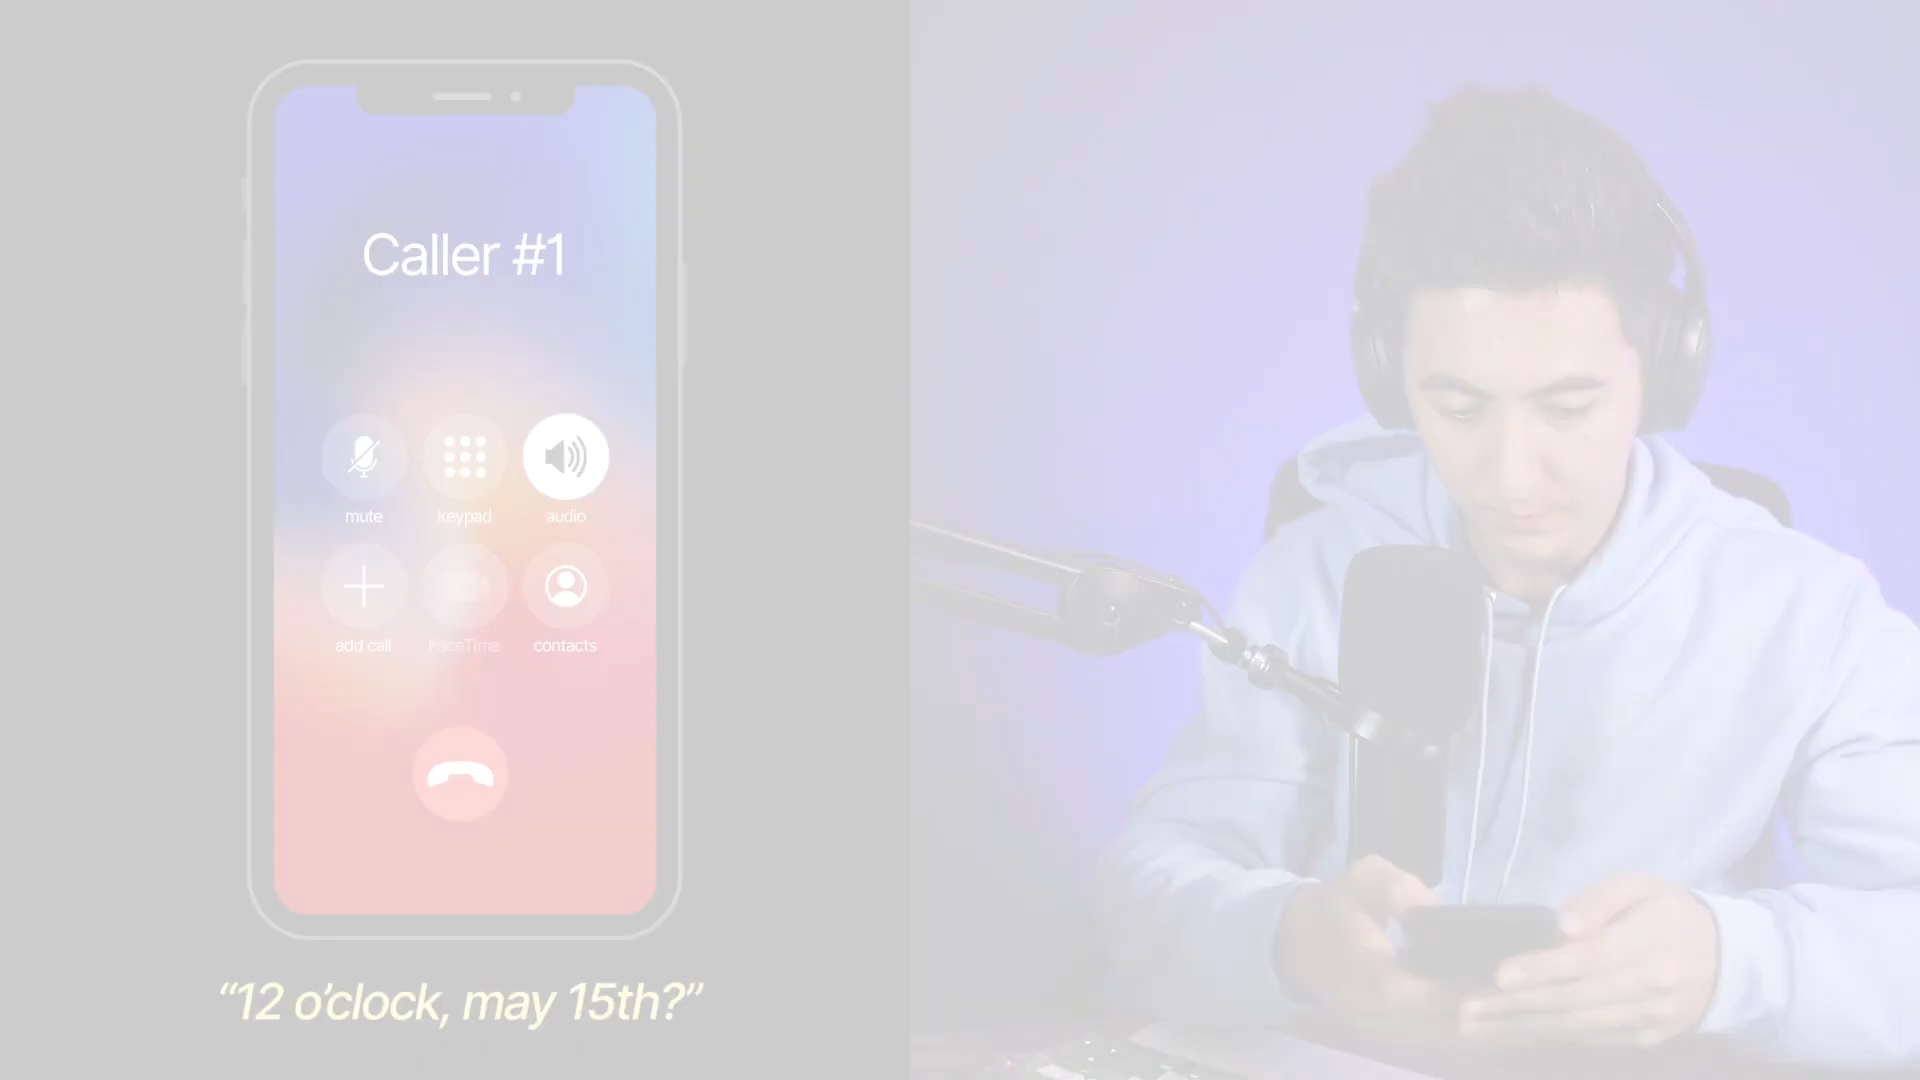 Caller #1
mute keypad audio
add call FaceTime contacts
“12 o’clock, may 15th?”